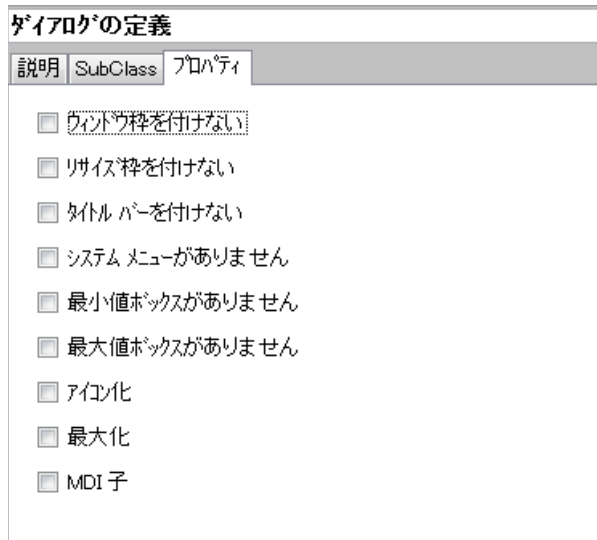 ﾀﾞｲｱﾛｸﾞの定義
説明 SubClass ﾌﾟﾛﾊﾟﾃｨ
ｳｨﾝﾄﾞｳ枠を付けない
ﾘｻｲｽﾞ枠を付けない
ﾀｲﾄﾙ ﾊﾞｰを付けない
ｼｽﾃﾑ ﾒﾆｭｰがありません
最小値ﾎﾞｯｸｽがありません
最大値ﾎﾞｯｸｽがありません
ｱｲｺﾝ化
最大化
MDI 子